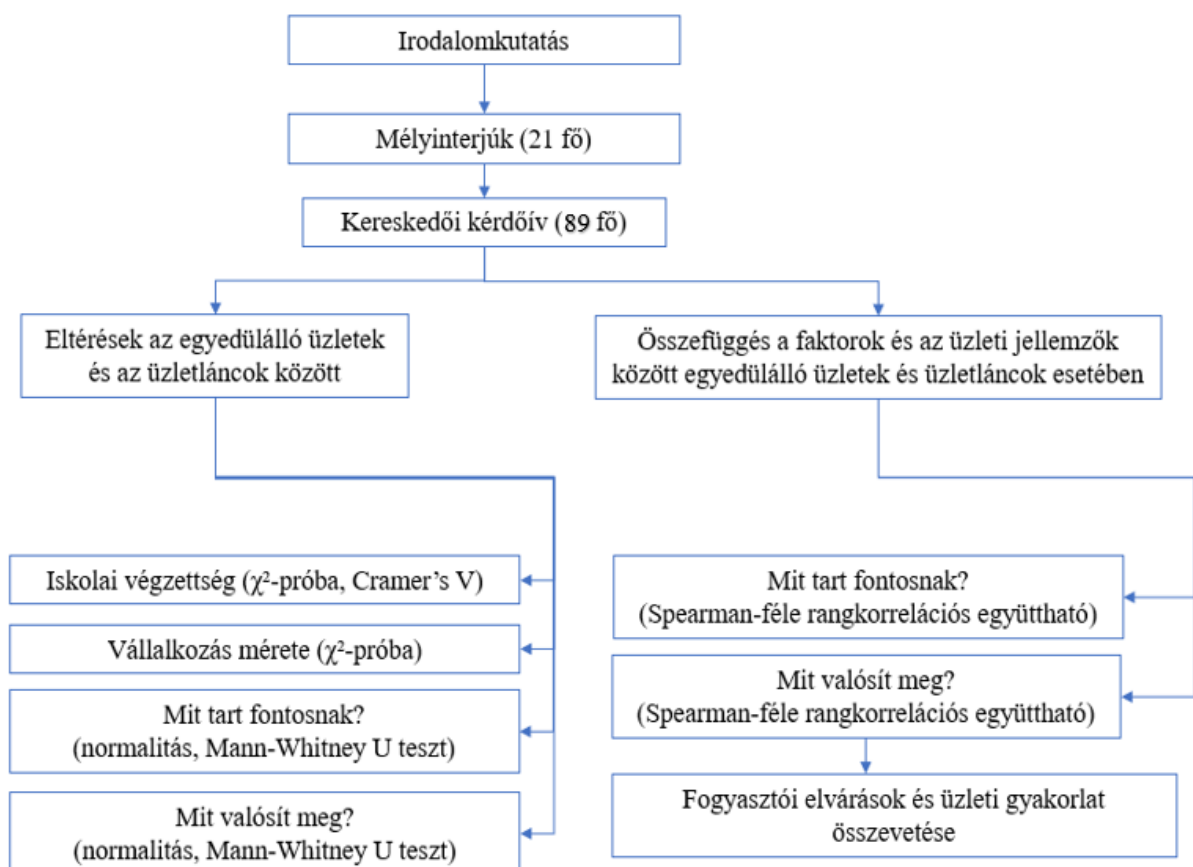 Irodalomkutatás
Mélyinterjúk (21 fő)
Kereskedői kérdőív (89 fő)
Eltérések az egyedülálló üzletek
és az üzletláncok között
Összefüggés a faktorok és az üzleti jellemzők
között egyedülálló üzletek és üzletláncok esetében
Iskolai végzettség (χ²-próba, Cramer’s V)
Vállalkozás mérete (χ²-próba)
Mit tart fontosnak?
(normalitás, Mann-Whitney U teszt)
Mit valósít meg?
(normalitás, Mann-Whitney U teszt)
Mit tart fontosnak?
(Spearman-féle rangkorrelációs együttható)
Mit valósít meg?
(Spearman-féle rangkorrelációs együttható)
Fogyasztói elvárások és üzleti gyakorlat
összevetése